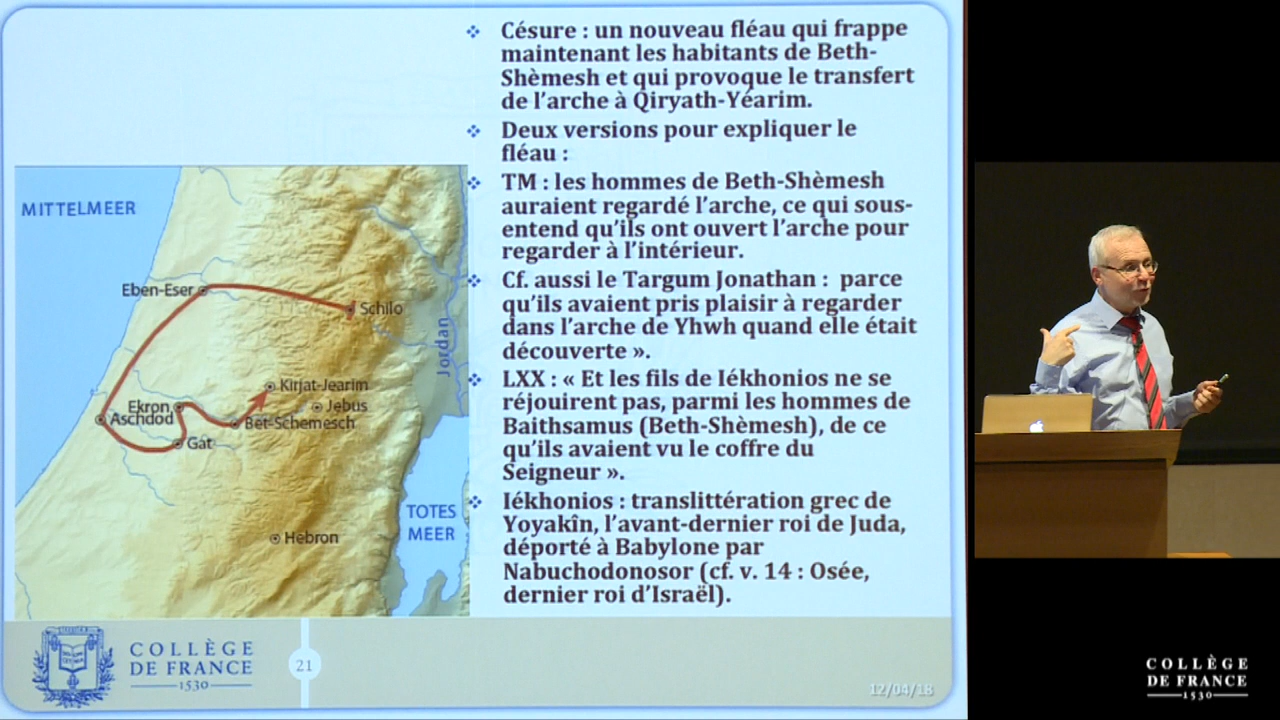 Césure : un nouveau fléau qui frappe
maintenant les habitants de Beth-
Shèmesh et qui provoque le transfert
de l'arche à Qiryath-Yéarim.
Deux versions pour expliquer le
fléau :
TM : les hommes de Beth-Shèmesh
auraient regardé l'arche, ce qui sous-
entend qu'ils ont ouvert l'arche pour
regarder à l'intérieur.
Cf. aussi le Targum Jonathan : parce
qu'ils avaient pris plaisir à regarder
dans l'arche de Yhwh quand elle était
découverte ».
LXX : « Et les fils de Iékhonios ne se
réjouirent pas, parmi les hommes de
Baithsamus (Beth-Shèmesh), de ce
qu'ils avaient vu le coffre du
Seigneur ».
Iékhonios : translittération grec de
Yoyakîn, l'avant-dernier roi de Juda,
déporté à Babylone par
Nabuchodonosor (cf. v. 14 : Osée,
dernier roi d'Israël).
MITTELMEER
Eben-Eser
Schilo
Jordan
Kirjat-Jearim
Ekron
Jebus
Aschdod
Bet-Schemesch
Gat
TOTES
MEER
Hebron
COLLÈGE
DE FRANCE
1530
21
12/04/18
COLLÈGE
DE FRANCE
1530